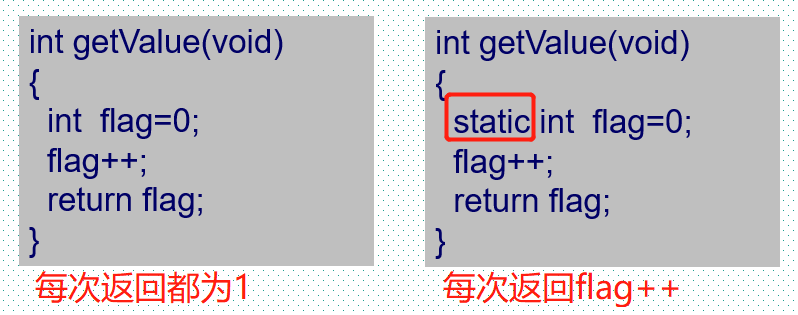 int getValue(void)
{
int flag=0;
flag++;
return flag;
}
每次返回都为1
int getValue(void)
{
static int flag=0;
flag++;
return flag;
}
每次返回flag++